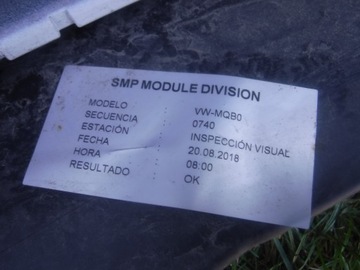 SMP MODULE DIVISION
MODELO VW-MQB0
SECUENCIA 0740
ESTACIÓN INSPECCIÓN VISUAL
FECHA 20.08.2018
HORA 08:00
RESULTADO OK